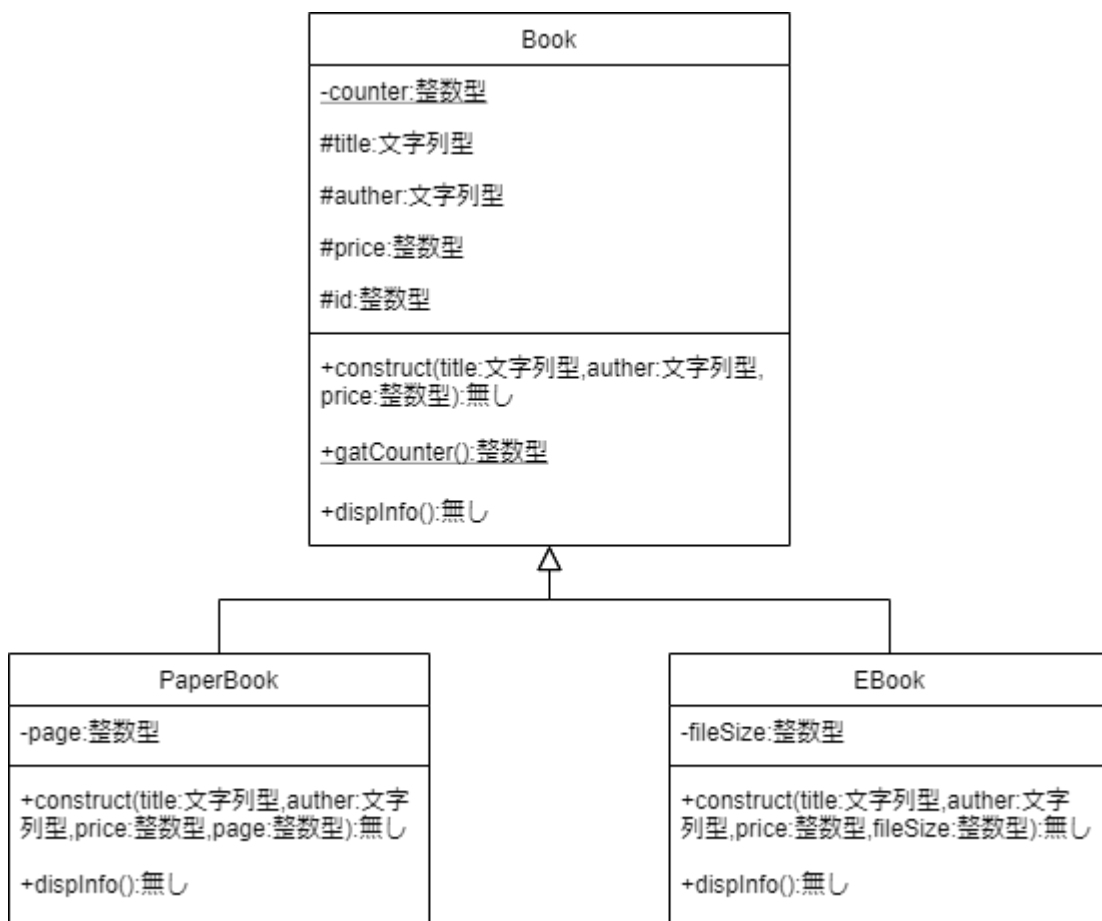 Book
-counter:整数型
#title:文字列型
#auther:文字列型
#price:整数型
#id:整数型
+construct(title:文字列型,auther:文字列型,
price:整数型):無し
+gatCounter():整数型
+dispInfo():無し
PaperBook
-page:整数型
+construct(title:文字列型,auther:文字
列型,price:整数型,page:整数型):無し
+dispInfo():無し
EBook
-fileSize:整数型
+construct(title:文字列型,auther:文字
列型,price:整数型,fileSize:整数型):無し
+dispInfo():無し